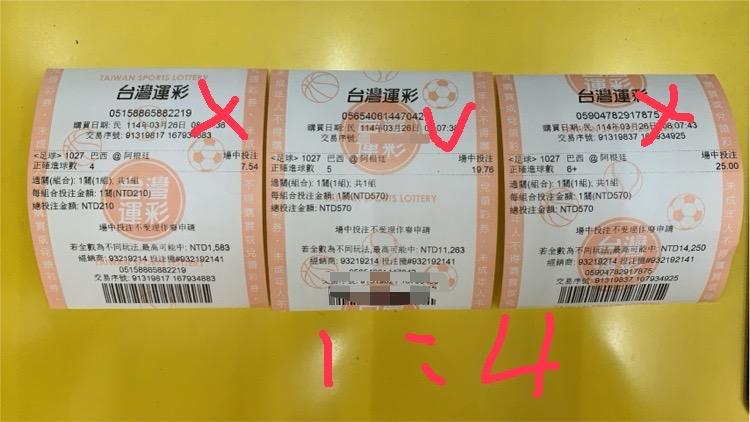 TAIWAN SPORTS LOTTERY
台灣運彩
05158865882219
購買日期: 民 114年03月26日
交易序號: 91319817 167934883
<足球> 1027 巴西 @ 阿根廷 場中投注
正確進球數 - 4 7.54
過關(組合): 1關(1組); 共1組
每組合投注金額: 1關(NTD210)
總投注金額: NTD210
場中投注 不受理作廢申請
若全數為不同玩法,最高可能中: NTD1,583
經銷商: 93219214 投注機#932192141
05158865882219
交易序號: 91319817 167934883
台灣運彩
05654061447042
購買日期: 民 114年03月26日 08:07:38
<足球> 1027 巴西 @ 阿根廷 場中投注
正確進球數 5 19.76
過關(組合): 1關(1組); 共1組
每組合投注金額: 1關(NTD570)
總投注金額: NTD570
SPORTS LOTTERY
場中投注 不受理作廢申請
若全數為不同玩法,最高可能中: NTD11,263
經銷商: 93219214 投注機#932192141
台灣運彩
05904782917875
購買日期: 民 114年03月26日 08:07:43
交易序號: 91319837 167934925
<足球> 1027 巴西 @ 阿根廷 場中投注
正確進球數 6+ 25.00
過關(組合): 1關(1組); 共1組
每組合投注金額: 1關(NTD570)
總投注金額: NTD570
場中投注 不受理作廢申請
若全數為不同玩法,最高可能中: NTD14,250
經銷商: 93219214 投注機#932192141
05904782917875
交易序號: 91319837 167934925
1:4